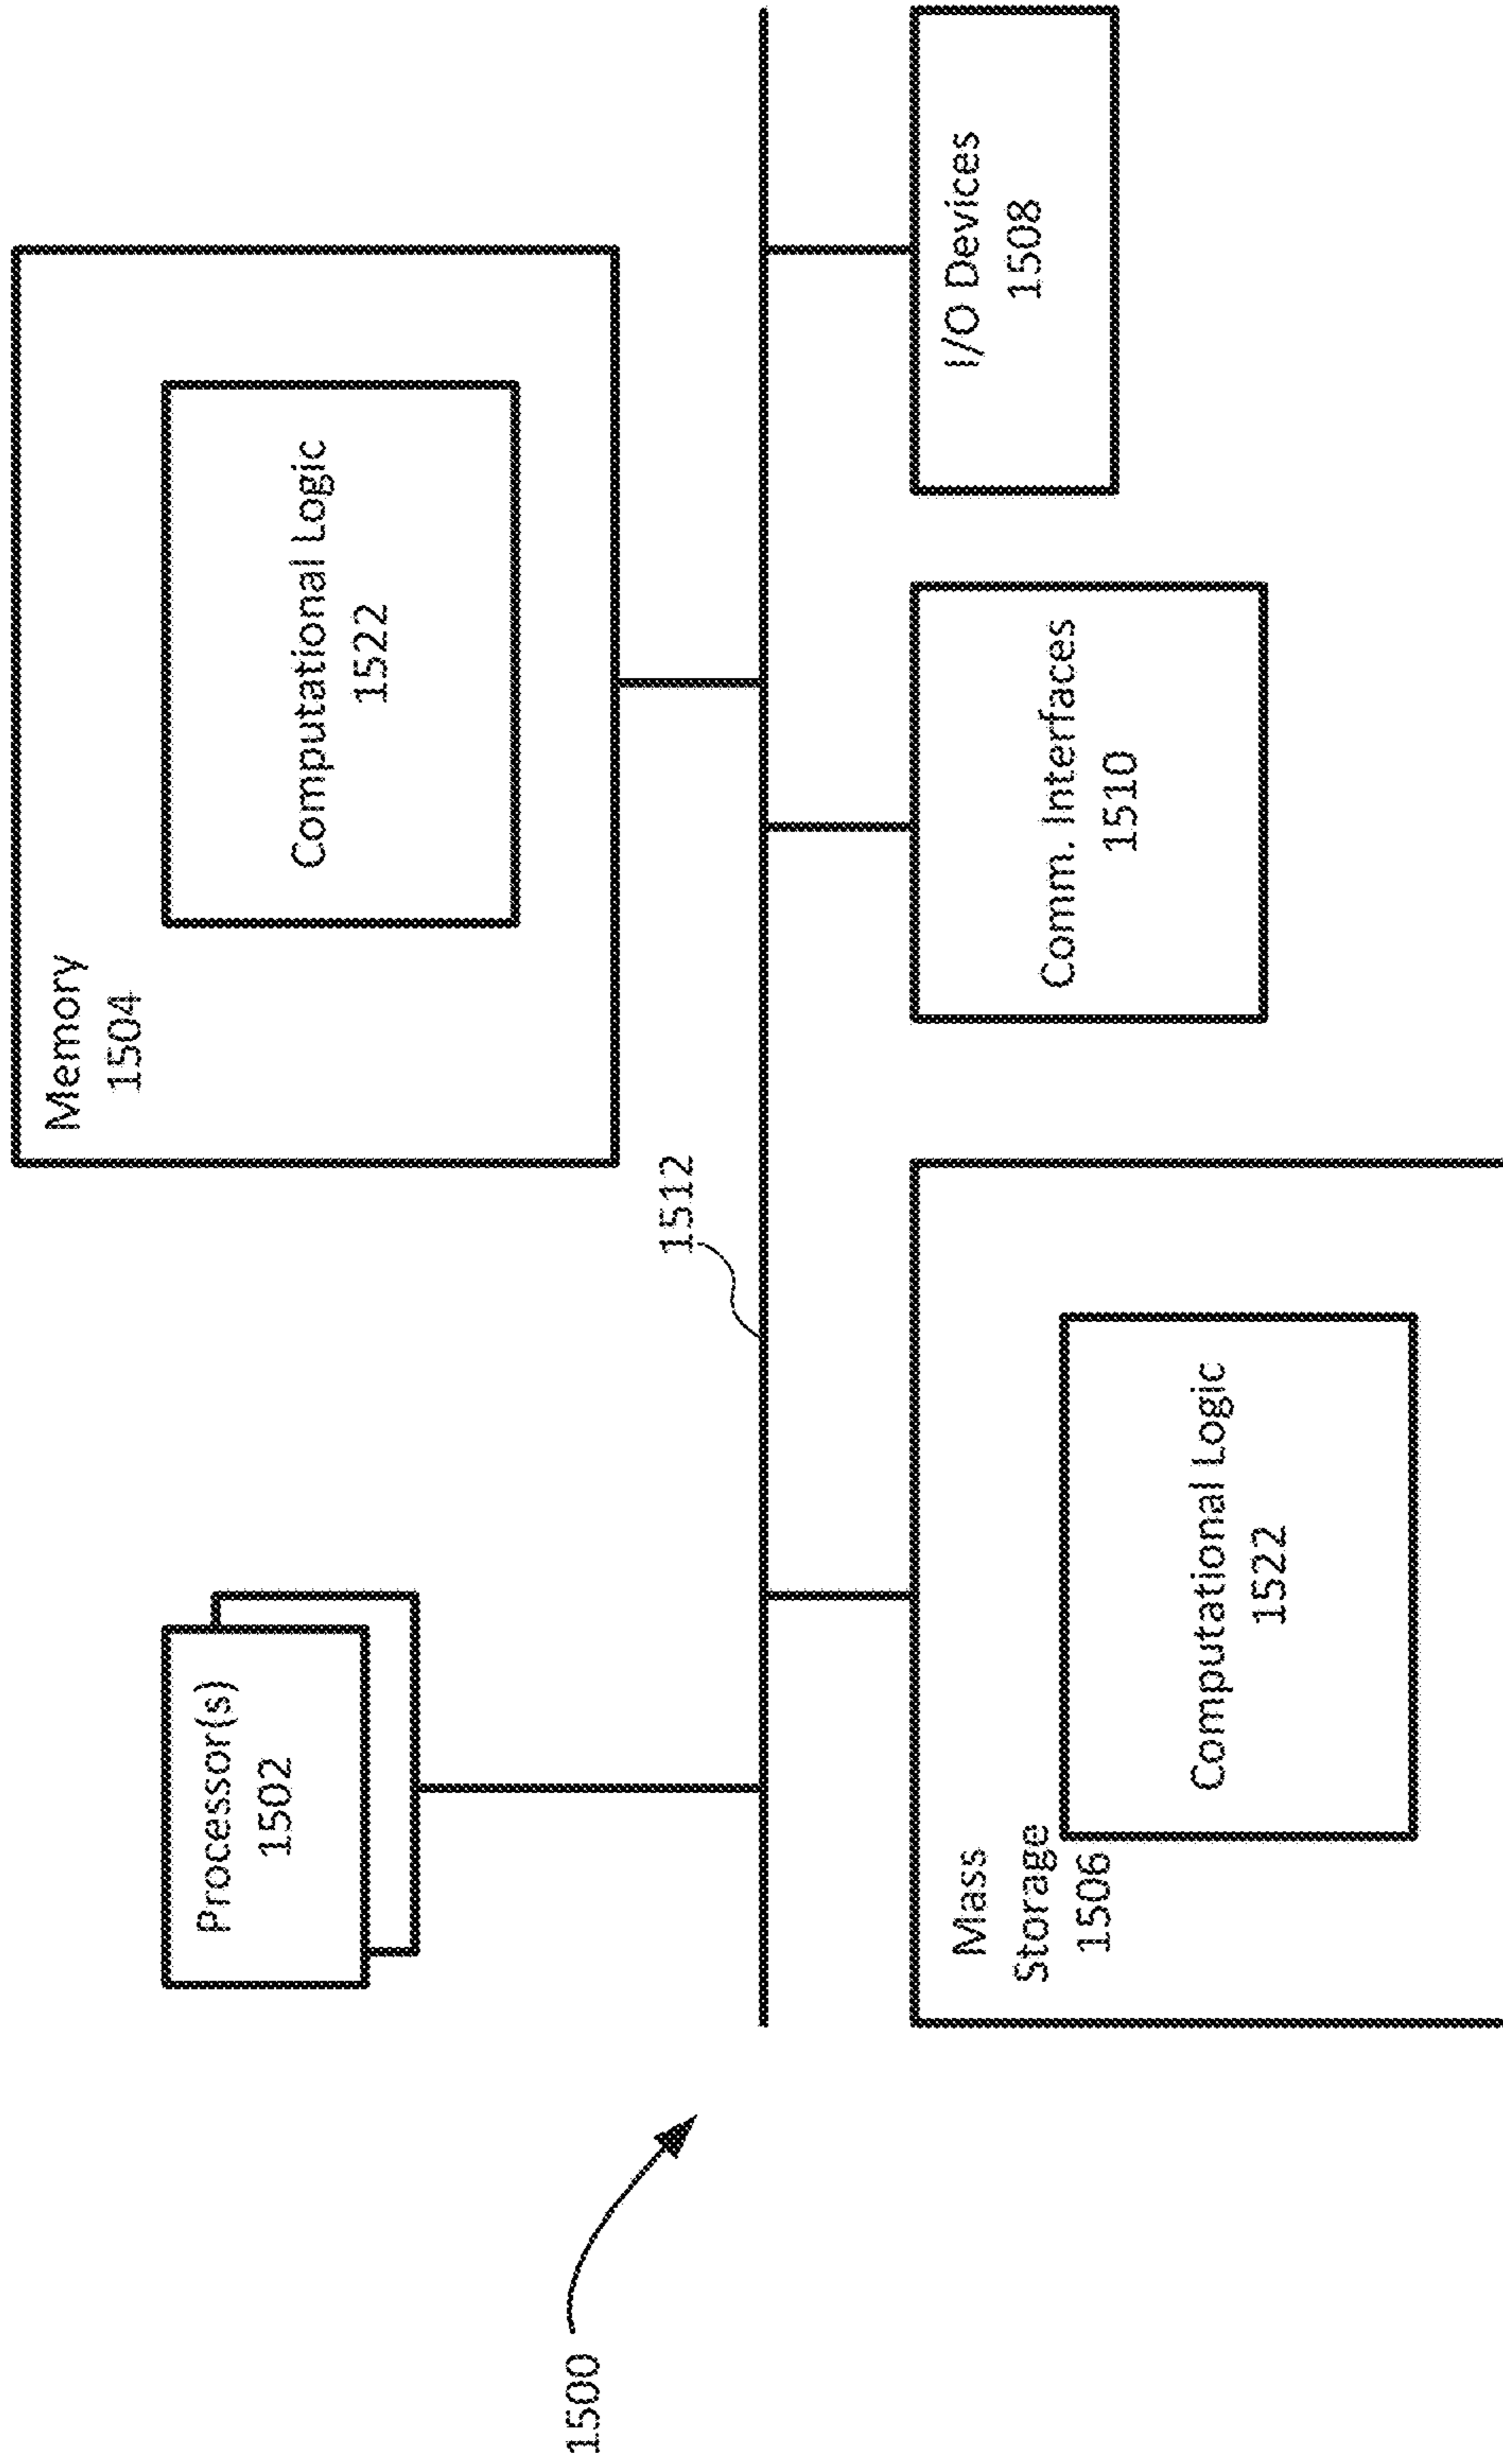 Processor(s)
1502
Memory
1504
Computational Logic
1522
1512
Mass
Storage
1506
Computational Logic
1522
Comm. Interfaces
1510
I/O Devices
1508
1500